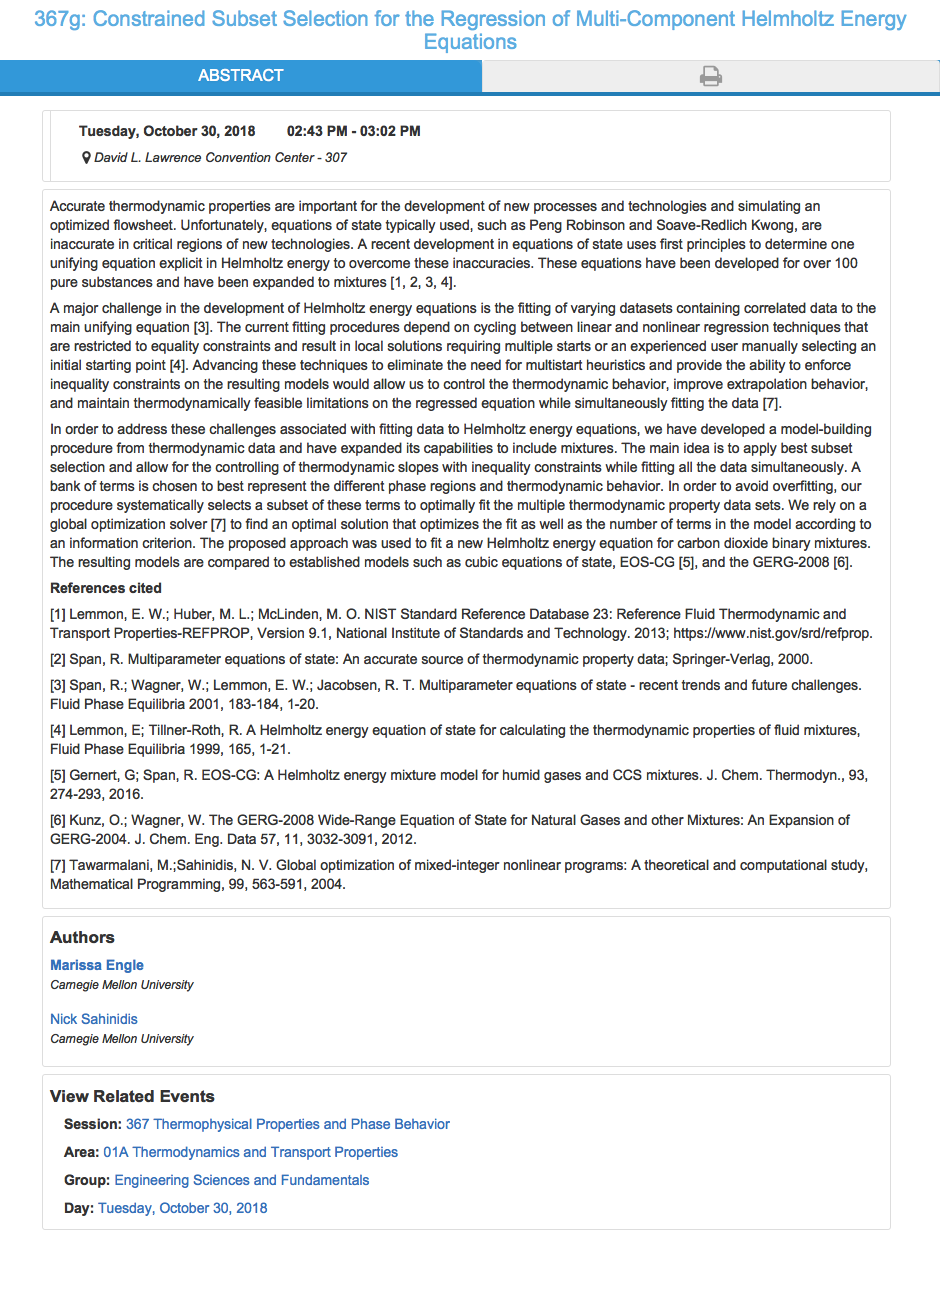 367g: Constrained Subset Selection for the Regression of Multi-Component Helmholtz Energy
Equations
ABSTRACT
Tuesday, October 30, 2018 02:43 PM - 03:02 PM
David L. Lawrence Convention Center - 307
Accurate thermodynamic properties are important for the development of new processes and technologies and simulating an
optimized flowsheet. Unfortunately, equations of state typically used, such as Peng Robinson and Soave-Redlich Kwong, are
inaccurate in critical regions of new technologies. A recent development in equations of state uses first principles to determine one
unifying equation explicit in Helmholtz energy to overcome these inaccuracies. These equations have been developed for over 100
pure substances and have been expanded to mixtures [1, 2, 3, 4].
A major challenge in the development of Helmholtz energy equations is the fitting of varying datasets containing correlated data to the
main unifying equation [3]. The current fitting procedures depend on cycling between linear and nonlinear regression techniques that
are restricted to equality constraints and result in local solutions requiring multiple starts or an experienced user manually selecting an
initial starting point [4]. Advancing these techniques to eliminate the need for multistart heuristics and provide the ability to enforce
inequality constraints on the resulting models would allow us to control the thermodynamic behavior, improve extrapolation behavior,
and maintain thermodynamically feasible limitations on the regressed equation while simultaneously fitting the data [7].
In order to address these challenges associated with fitting data to Helmholtz energy equations, we have developed a model-building
procedure from thermodynamic data and have expanded its capabilities to include mixtures. The main idea is to apply best subset
selection and allow for the controlling of thermodynamic slopes with inequality constraints while fitting all the data simultaneously. A
bank of terms is chosen to best represent the different phase regions and thermodynamic behavior. In order to avoid overfitting, our
procedure systematically selects a subset of these terms to optimally fit the multiple thermodynamic property data sets. We rely on a
global optimization solver [7] to find an optimal solution that optimizes the fit as well as the number of terms in the model according to
an information criterion. The proposed approach was used to fit a new Helmholtz energy equation for carbon dioxide binary mixtures.
The resulting models are compared to established models such as cubic equations of state, EOS-CG [5], and the GERG-2008 [6].
References cited
[1] Lemmon, E. W.; Huber, M. L.; McLinden, M. O. NIST Standard Reference Database 23: Reference Fluid Thermodynamic and
Transport Properties-REFPROP, Version 9.1, National Institute of Standards and Technology. 2013; https://www.nist.gov/srd/refprop.
[2] Span, R. Multiparameter equations of state: An accurate source of thermodynamic property data; Springer-Verlag, 2000.
[3] Span, R.; Wagner, W.; Lemmon, E. W.; Jacobsen, R. T. Multiparameter equations of state - recent trends and future challenges.
Fluid Phase Equilibria 2001, 183-184, 1-20.
[4] Lemmon, E; Tillner-Roth, R. A Helmholtz energy equation of state for calculating the thermodynamic properties of fluid mixtures,
Fluid Phase Equilibria 1999, 165, 1-21.
[5] Gernert, G; Span, R. EOS-CG: A Helmholtz energy mixture model for humid gases and CCS mixtures. J. Chem. Thermodyn., 93,
274-293, 2016.
[6] Kunz, O.; Wagner, W. The GERG-2008 Wide-Range Equation of State for Natural Gases and other Mixtures: An Expansion of
GERG-2004. J. Chem. Eng. Data 57, 11, 3032-3091, 2012.
[7] Tawarmalani, M.;Sahinidis, N. V. Global optimization of mixed-integer nonlinear programs: A theoretical and computational study,
Mathematical Programming, 99, 563-591, 2004.
Authors
Marissa Engle
Carnegie Mellon University
Nick Sahinidis
Carnegie Mellon University
View Related Events
Session: 367 Thermophysical Properties and Phase Behavior
Area: 01A Thermodynamics and Transport Properties
Group: Engineering Sciences and Fundamentals
Day: Tuesday, October 30, 2018